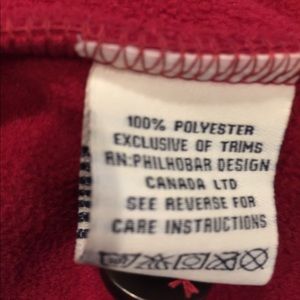 100% POLYESTER
EXCLUSIVE OF TRIMS
RN:PHILHOBAR DESIGN
CANADA LTD
SEE REVERSE FOR
CARE INSTRUCTIONS